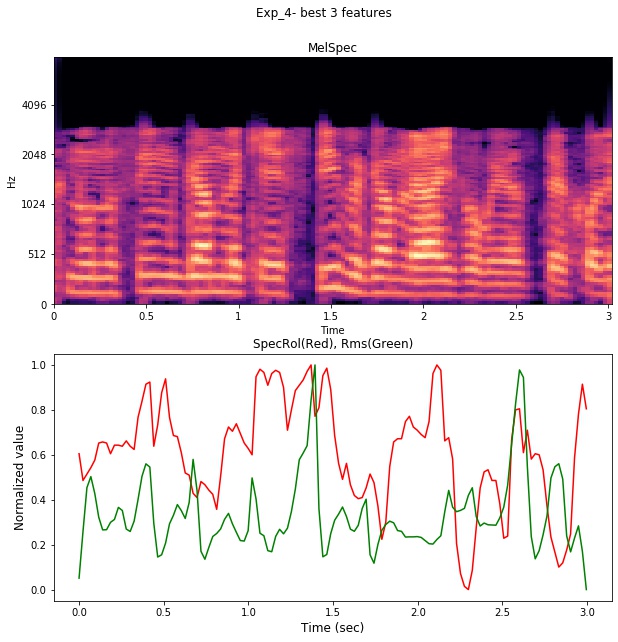 Exp_4- best 3 features
MelSpec
Hz
4096
2048
1024
512
0
0 0.5 1 1.5 2 2.5 3
Time
SpecRol(Red), Rms(Green)
Normalized value
1.0
0.8
0.6
0.4
0.2
0.0
0.0 0.5 1.0 1.5 2.0 2.5 3.0
Time (sec)